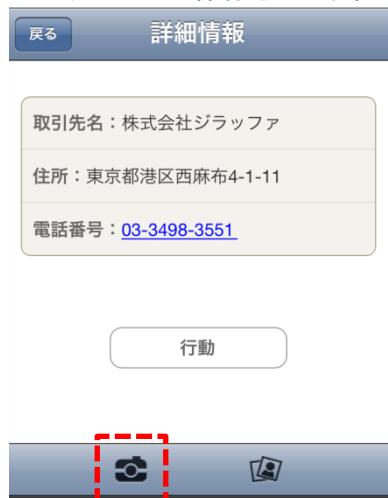 戻る
詳細情報
取引先名：株式会社ジラッファ
住所：東京都港区西麻布4-1-11
電話番号：03-3498-3551
行動